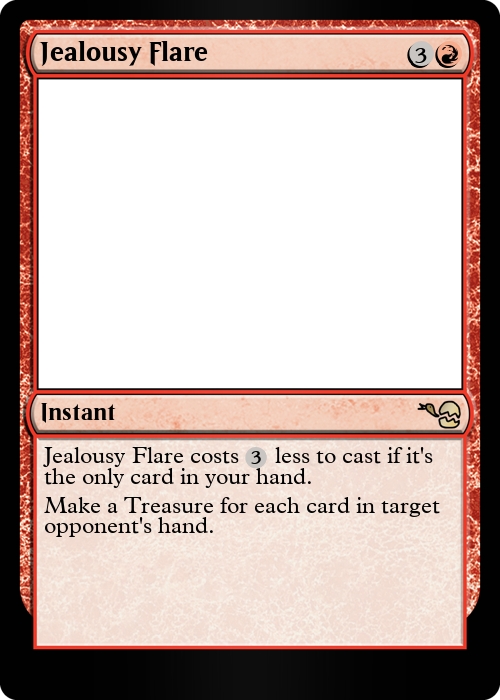 Jealousy Flare 3
Instant
Jealousy Flare costs 3 less to cast if it's
the only card in your hand.
Make a Treasure for each card in target
opponent's hand.